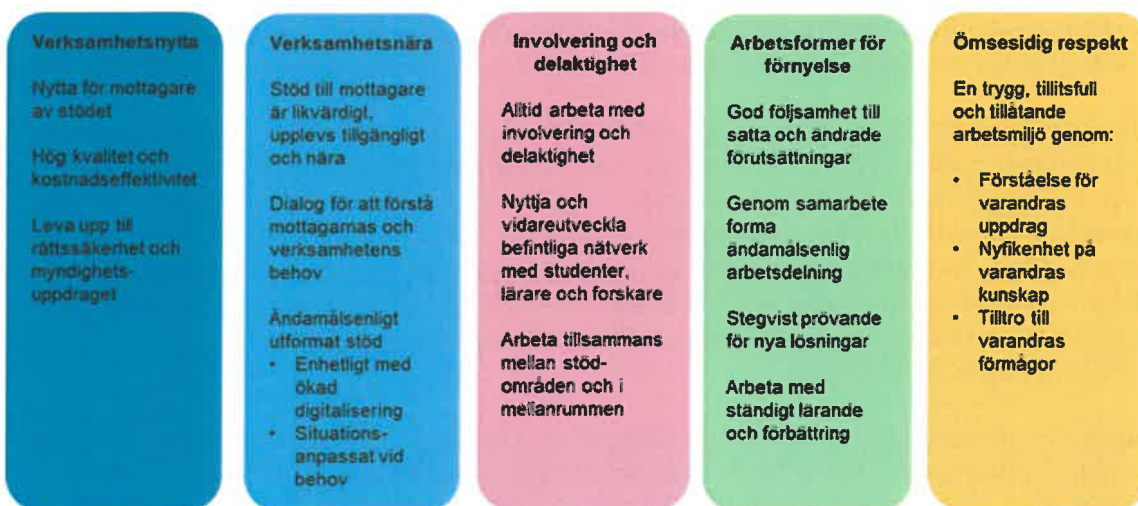 Verksamhetsnytta
Nytta för mottagare
av stödet
Hög kvalitet och
kostnadseffektivitet
Leva upp till
rättssäkerhet och
myndighets-
uppdraget
Verksamhetsnära
Stöd till mottagare
är likvärdigt,
upplevs tillgängligt
och nära
Dialog för att förstå
mottagarnas och
verksamhetens
behov
Ändamålsenligt
utformat stöd
• Enhetligt med
ökad
digitalisering
• Situations-
anpassat vid
behov
Involvering och
delaktighet
Alltid arbeta med
involvering och
delaktighet
Nyttja och
vidareutveckla
befintliga nätverk
med studenter,
lärare och forskare
Arbeta tillsammans
mellan stöd-
områden och i
mellanrummen
Arbetsformer för
förnyelse
God följsamhet till
satta och ändrade
förutsättningar
Genom samarbete
forma
ändamålsenlig
arbetsdelning
Stegvist prövande
för nya lösningar
Arbeta med
ständigt lärande
och förbättring
Ömsesidig respekt
En trygg, tillitsfull
och tillåtande
arbetsmiljö genom:
• Förståelse för
varandras
uppdrag
• Nyfikenhet på
varandras
kunskap
• Tilltro till
varandras
förmågor